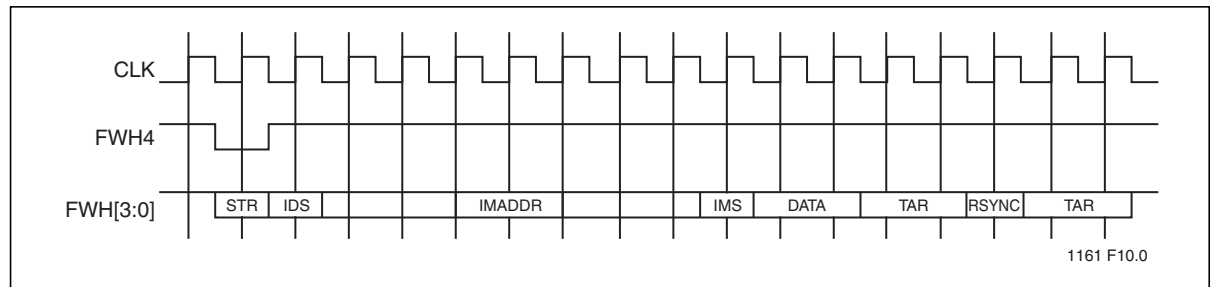 CLK
FWH4
FWH[3:0]
STR IDS IMADDR IMS DATA TAR RSYNC TAR
1161 F10.0